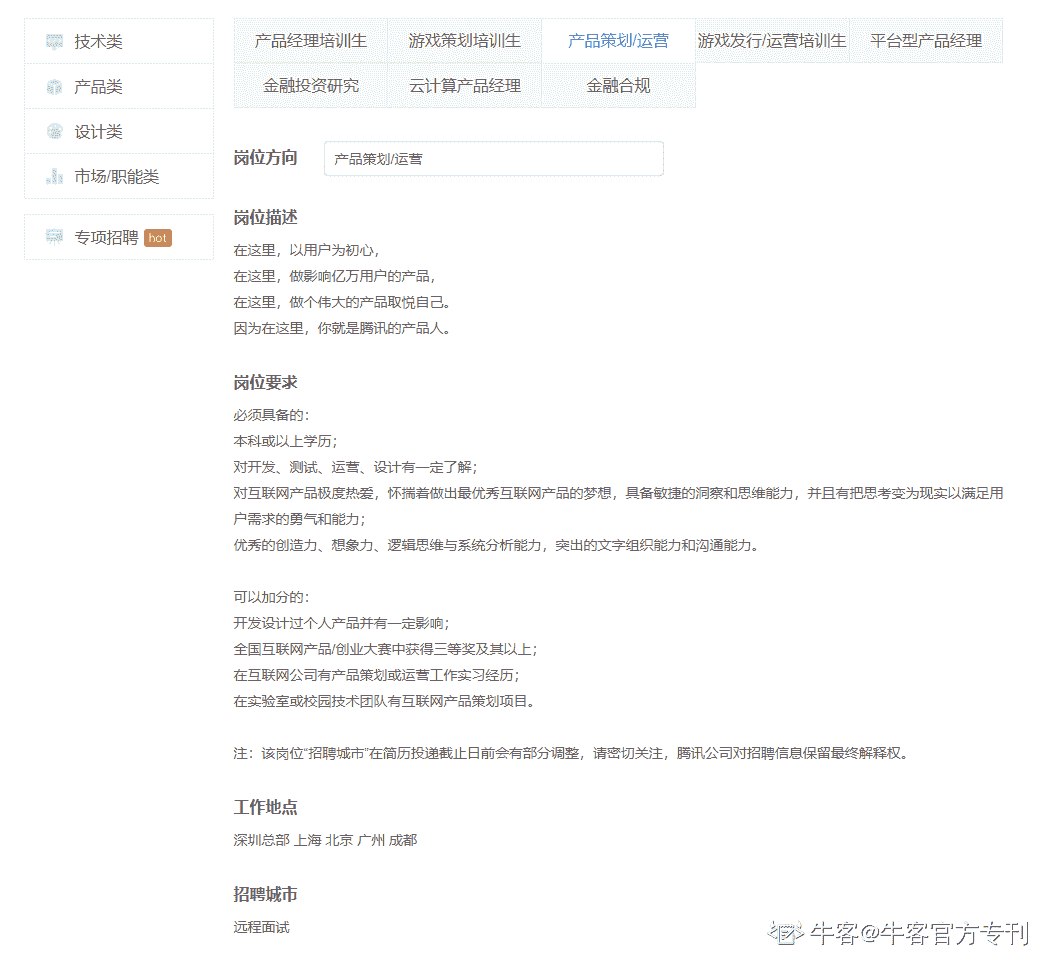 技术类
产品类
设计类
市场/职能类
专项招聘 hot
产品经理培训生 游戏策划培训生 产品策划/运营 游戏发行/运营培训生 平台型产品经理
金融投资研究 云计算产品经理 金融合规
岗位方向 产品策划/运营
岗位描述
在这里，以用户为初心，
在这里，做影响亿万用户的产品，
在这里，做个伟大的产品取悦自己。
因为在这里，你就是腾讯的产品人。
岗位要求
必须具备的：
本科或以上学历；
对开发、测试、运营、设计有一定了解；
对互联网产品极度热爱，怀揣着做出最优秀互联网产品的梦想，具备敏捷的洞察和思维能力，并且有把思考变为现实以满足用
户需求的勇气和能力；
优秀的创造力、想象力、逻辑思维与系统分析能力，突出的文字组织能力和沟通能力。
可以加分的：
开发设计过个人产品并有一定影响；
全国互联网产品/创业大赛中获得三等奖及其以上；
在互联网公司有产品策划或运营工作实习经历；
在实验室或校园技术团队有互联网产品策划项目。
注：该岗位“招聘城市”在简历投递截止日前会有部分调整，请密切关注，腾讯公司对招聘信息保留最终解释权。
工作地点
深圳总部 上海 北京 广州 成都
招聘城市
远程面试
牛客@牛客官方专刊